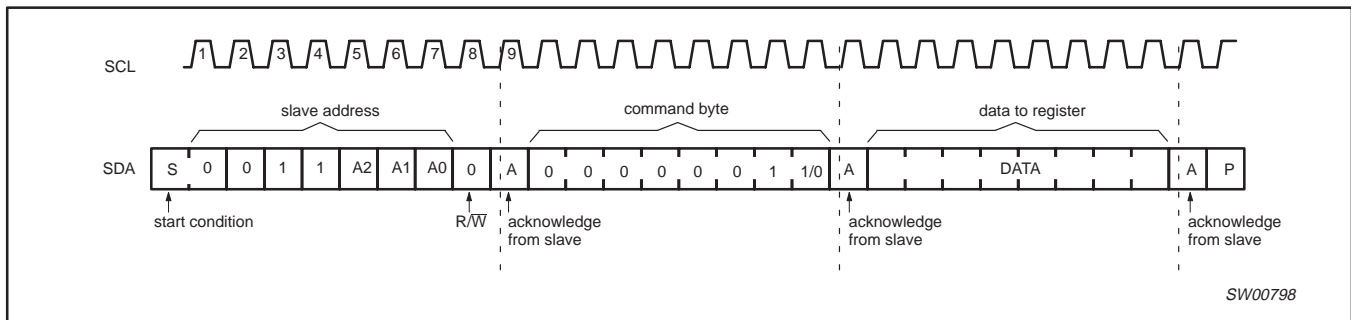 1 2 3 4 5 6 7 8 9
SCL
slave address command byte data to register
SDA S 0 0 1 1 A2 A1 A0 0 A 0 0 0 0 0 0 1 1/0 A DATA A P
start condition R/W̅ acknowledge from slave acknowledge from slave acknowledge from slave
SW00798